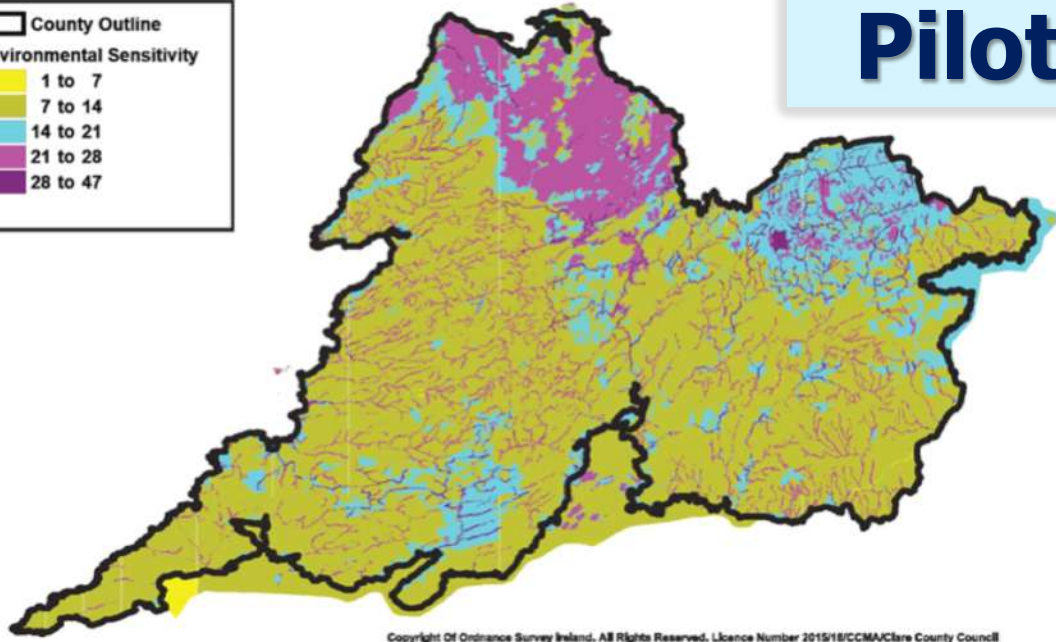 County Outline
vironmental Sensitivity
1 to 7
7 to 14
14 to 21
21 to 28
28 to 47
Pilot
Copyright Of Ordnance Survey Ireland. All Rights Reserved. Licence Number 2015/16/CCMA/Clare County Council